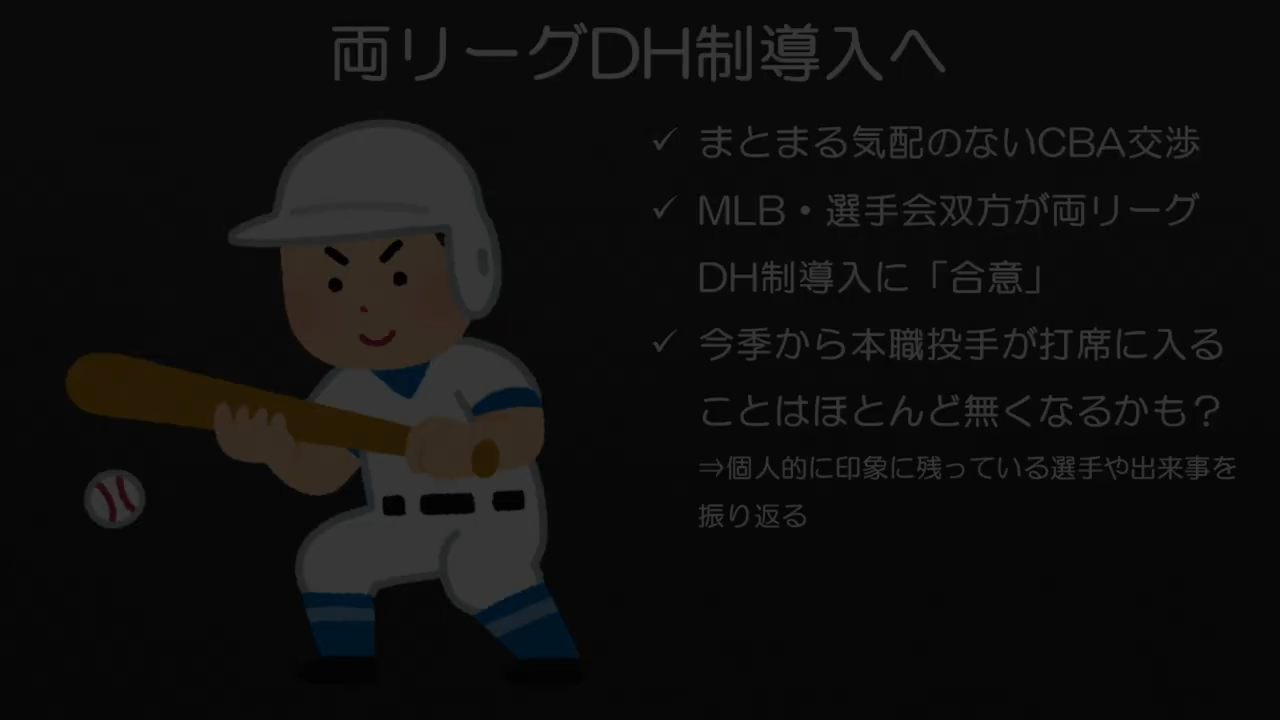 両リーグDH制導入へ
✓ まとまる気配のないCBA交渉
✓ MLB・選手会双方が両リーグ
DH制導入に「合意」
✓ 今季から本職投手が打席に入る
ことはほとんど無くなるかも？
⇒個人的に印象に残っている選手や出来事を
振り返る